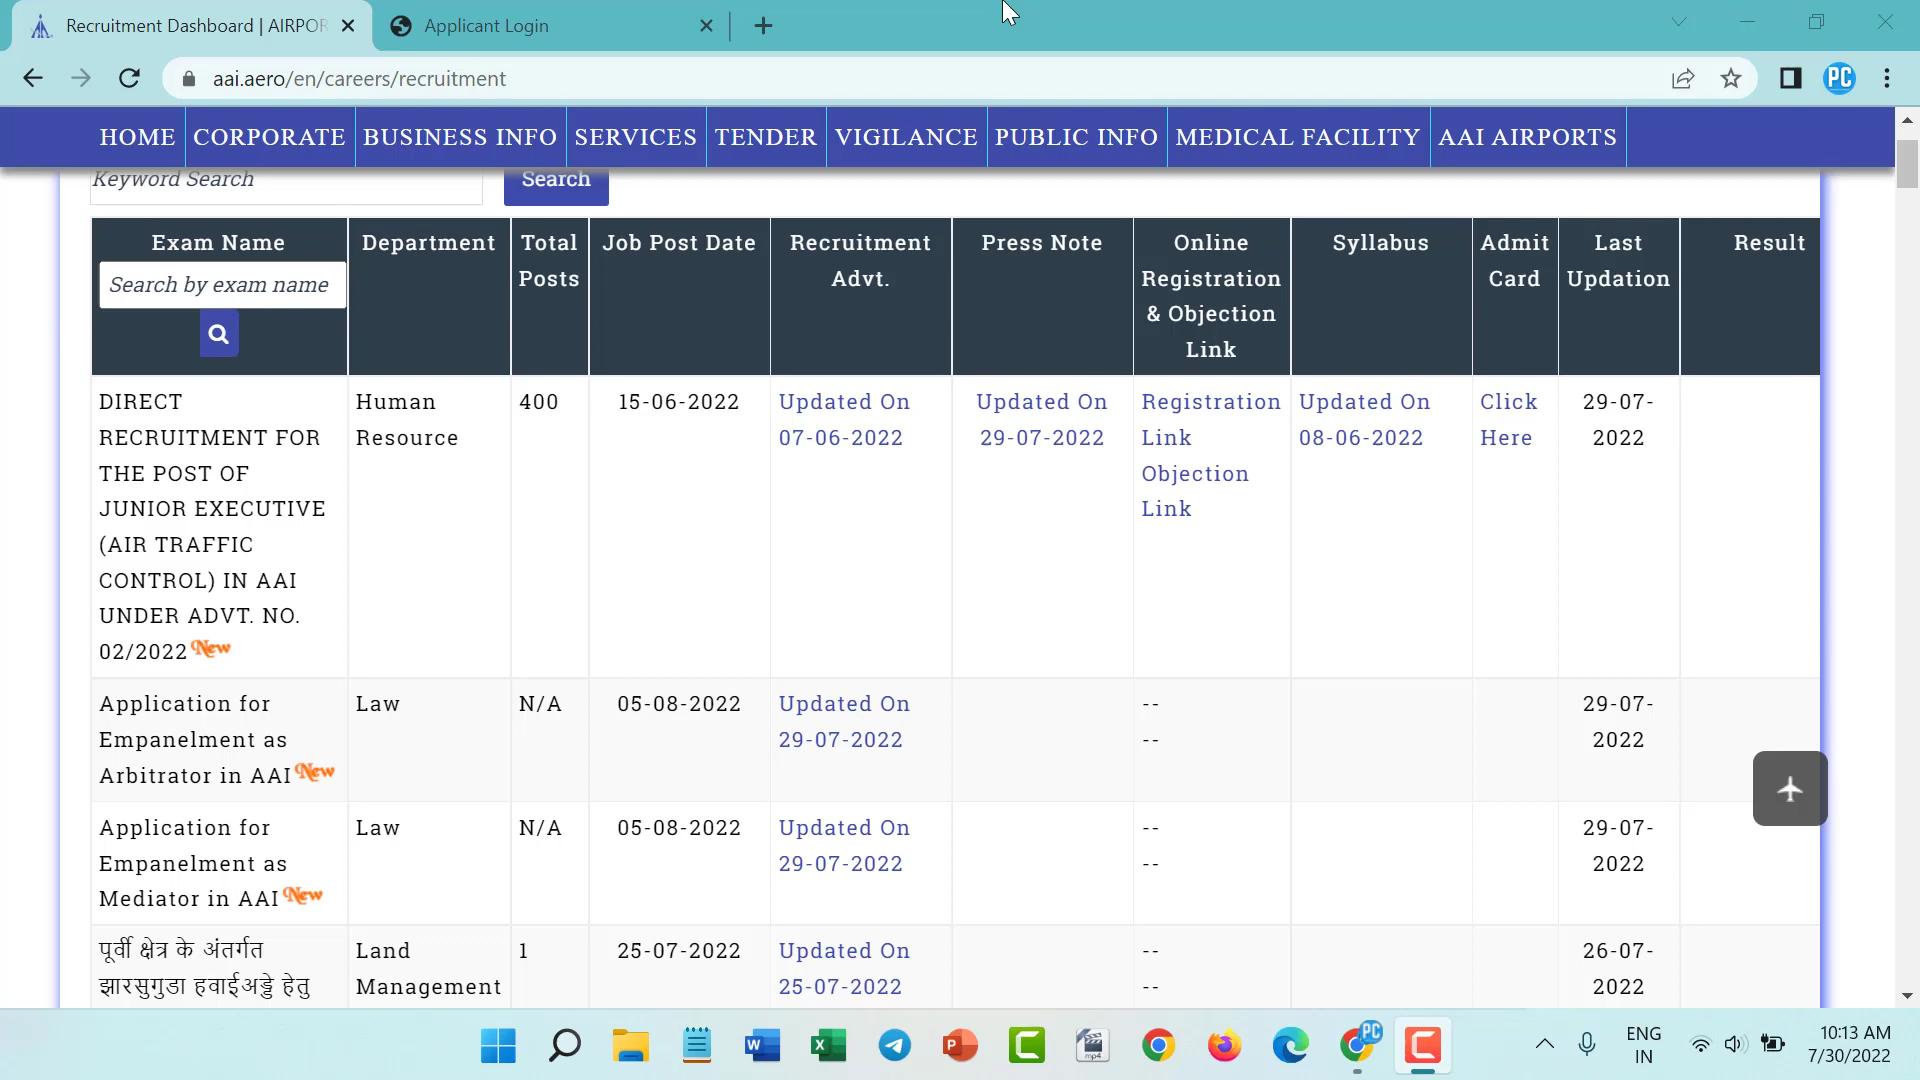 Recruitment Dashboard | AIRPOR
Applicant Login
aai.aero/en/careers/recruitment
PC
HOME CORPORATE BUSINESS INFO SERVICES TENDER VIGILANCE PUBLIC INFO MEDICAL FACILITY AAI AIRPORTS
Keyword Search
Search
Exam Name
Search by exam name
Department
Total
Posts
Job Post Date
Recruitment
Advt.
Press Note
Online
Registration
& Objection
Link
Syllabus
Admit
Card
Last
Updation
Result
DIRECT
RECRUITMENT FOR
THE POST OF
JUNIOR EXECUTIVE
(AIR TRAFFIC
CONTROL) IN AAI
UNDER ADVT. NO.
02/2022 New
Human
Resource
400
15-06-2022
Updated On
07-06-2022
Updated On
29-07-2022
Registration
Link
Objection
Link
Updated On
08-06-2022
Click
Here
29-07-
2022
Application for
Empanelment as
Arbitrator in AAI New
Law
N/A
05-08-2022
Updated On
29-07-2022
--
--
29-07-
2022
Application for
Empanelment as
Mediator in AAI New
Law
N/A
05-08-2022
Updated On
29-07-2022
--
--
29-07-
2022
पूर्वी क्षेत्र के अंतर्गत
झारसुगुडा हवाईअड्डे हेतु
Land
Management
1
25-07-2022
Updated On
25-07-2022
--
--
26-07-
2022
W
X
P
C
mp4
PC
C
ENG
IN
10:13 AM
7/30/2022